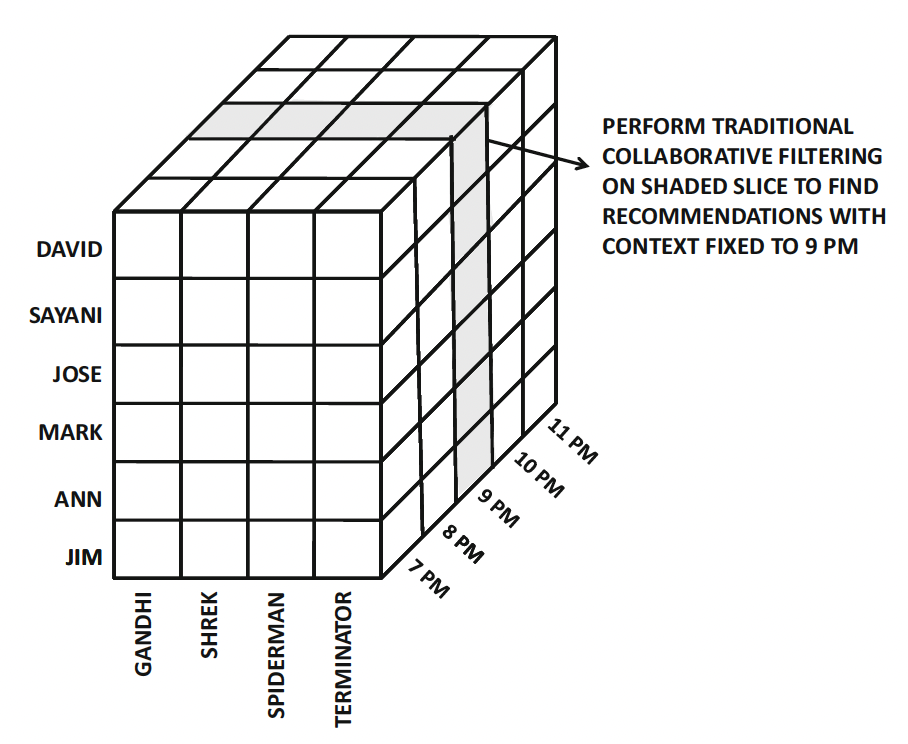 PERFORM TRADITIONAL
COLLABORATIVE FILTERING
ON SHADED SLICE TO FIND
RECOMMENDATIONS WITH
CONTEXT FIXED TO 9 PM
DAVID
SAYANI
JOSE
MARK
ANN
JIM
GANDHI
SHREK
SPIDERMAN
TERMINATOR
7 PM
8 PM
9 PM
10 PM
11 PM